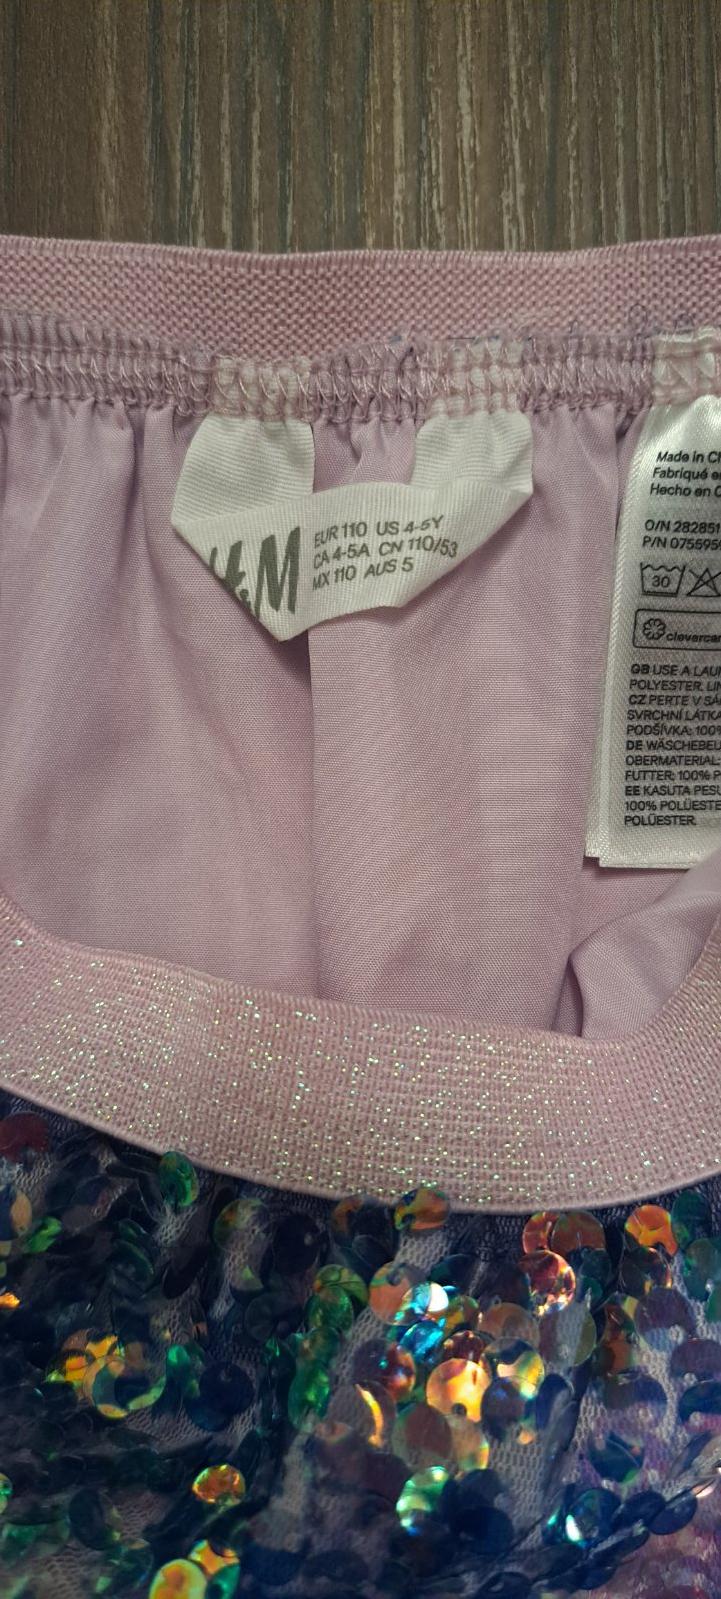 H&M
EUR 110 US 4-5Y
CA 4-5A CN 110/53
MX 110 AUS 5
Made in
Fabriqué
Hecho en
O/N 282851
P/N 075595
30
clevercar
GB USE A LAU
POLYESTER. LIN
CZ PERTE V SÁ
SVRCHNÍ LÁTKA
PODŠÍVKA: 100%
DE WÄSCHEBEU
OBERMATERIAL:
FUTTER: 100% P
EE KASUTA PESU
100% POLÜESTE
POLÜESTER.